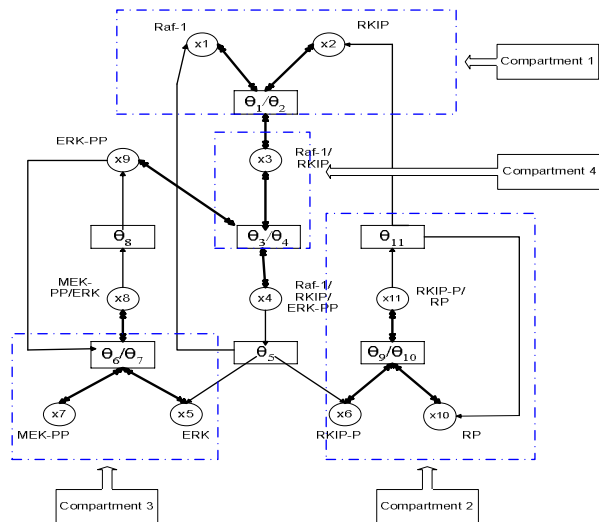 Raf-1
RKIP
x1
x2
Compartment 1
Θ1/Θ2
ERK-PP
x9
x3
Raf-1/
RKIP
Compartment 4
Θ8
Θ3/Θ4
Θ11
MEK-
PP/ERK
x8
x4
Raf-1/
RKIP/
ERK-PP
x11
RKIP-P/
RP
Θ6/Θ7
Θ5
Θ9/Θ10
x7
x5
x6
x10
MEK-PP
ERK
RKIP-P
RP
Compartment 3
Compartment 2